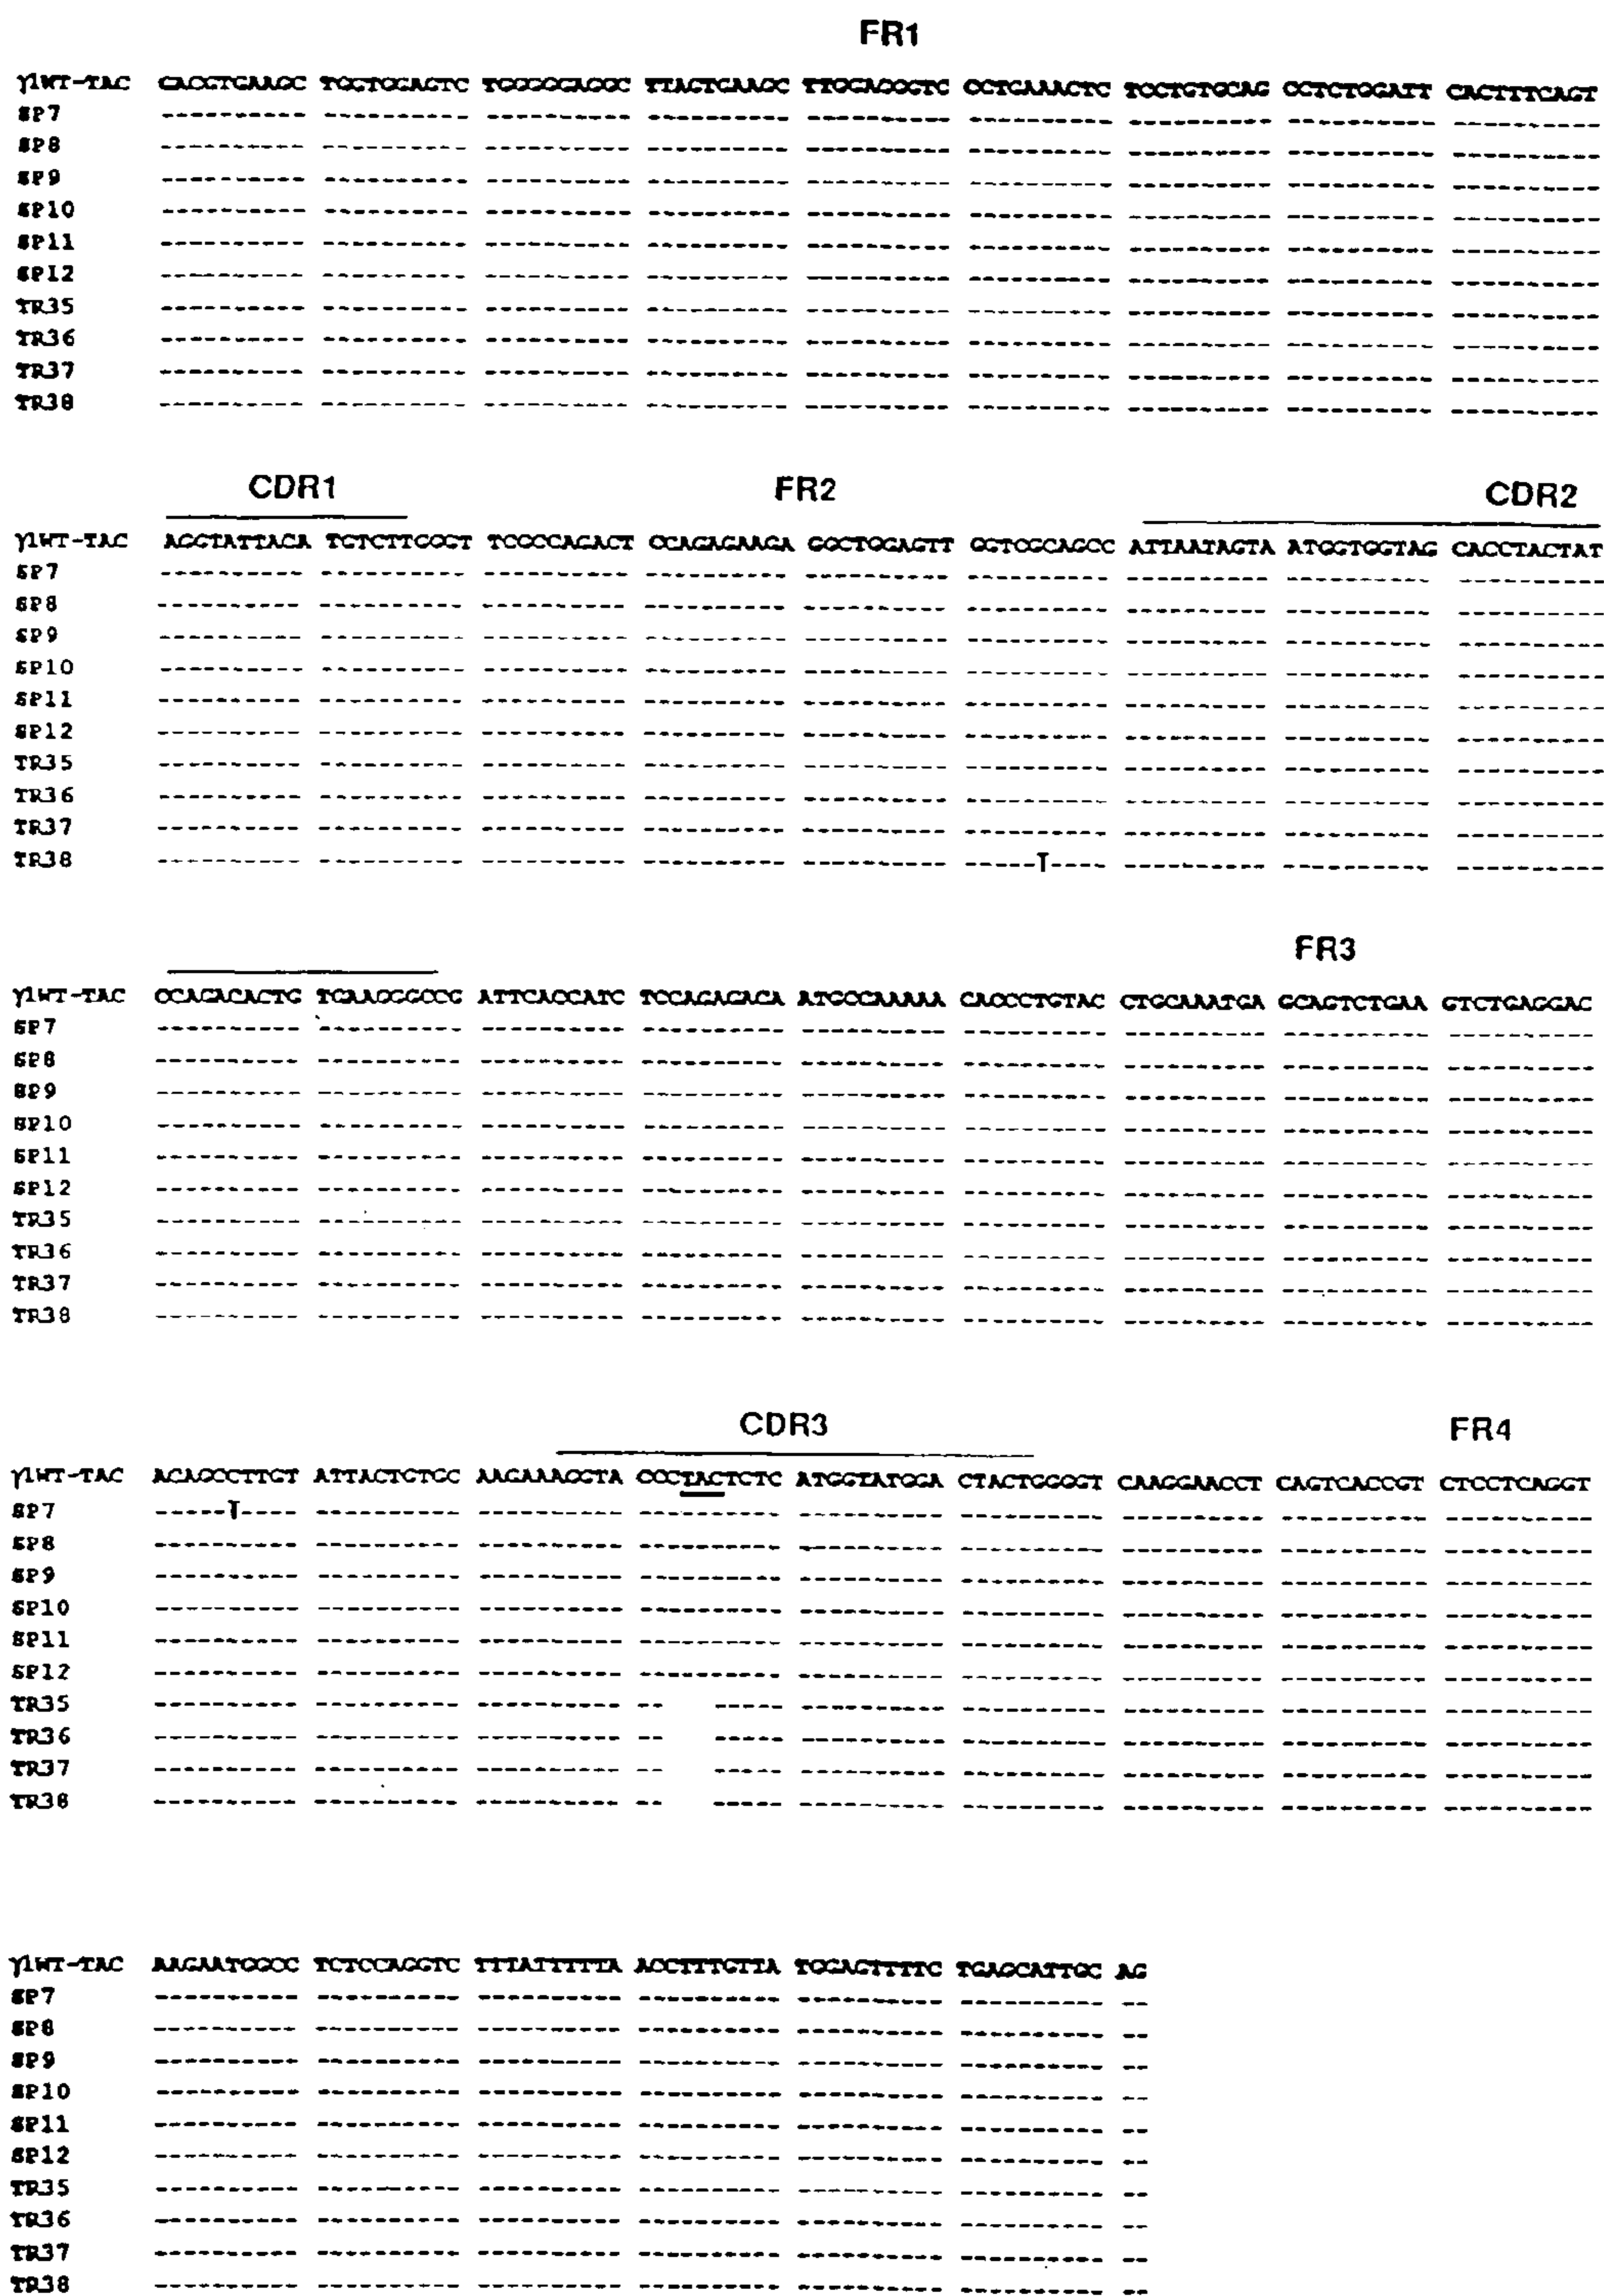 FR1
γ1WT-TAC GACGTGAAGC TGGTGGAGTC TGGGGGAGGC TTAGTGAAGC TTGGAGGGTC CCTGAAACTC TCCTGTGCAG CCTCTGGATT CACTTTCAGT
SP7 ---------- ---------- ---------- ---------- ---------- ---------- ---------- ---------- ----------
SP8 ---------- ---------- ---------- ---------- ---------- ---------- ---------- ---------- ----------
SP9 ---------- ---------- ---------- ---------- ---------- ---------- ---------- ---------- ----------
SP10 ---------- ---------- ---------- ---------- ---------- ---------- ---------- ---------- ----------
SP11 ---------- ---------- ---------- ---------- ---------- ---------- ---------- ---------- ----------
SP12 ---------- ---------- ---------- ---------- ---------- ---------- ---------- ---------- ----------
TR35 ---------- ---------- ---------- ---------- ---------- ---------- ---------- ---------- ----------
TR36 ---------- ---------- ---------- ---------- ---------- ---------- ---------- ---------- ----------
TR37 ---------- ---------- ---------- ---------- ---------- ---------- ---------- ---------- ----------
TR38 ---------- ---------- ---------- ---------- ---------- ---------- ---------- ---------- ----------
CDR1 FR2 CDR2
γ1WT-TAC AGGTATTACA TGTCTTGGGT TCGCCAGACT CCAGAGAAGA GGCTGGAGTT GGTCGCAGCC ATTAATAGTA ATGGTGGTAG CACCTACTAT
SP7 ---------- ---------- ---------- ---------- ---------- ---------- ---------- ---------- ----------
SP8 ---------- ---------- ---------- ---------- ---------- ---------- ---------- ---------- ----------
SP9 ---------- ---------- ---------- ---------- ---------- ---------- ---------- ---------- ----------
SP10 ---------- ---------- ---------- ---------- ---------- ---------- ---------- ---------- ----------
SP11 ---------- ---------- ---------- ---------- ---------- ---------- ---------- ---------- ----------
SP12 ---------- ---------- ---------- ---------- ---------- ---------- ---------- ---------- ----------
TR35 ---------- ---------- ---------- ---------- ---------- ---------- ---------- ---------- ----------
TR36 ---------- ---------- ---------- ---------- ---------- ---------- ---------- ---------- ----------
TR37 ---------- ---------- ---------- ---------- ---------- ---------- ---------- ---------- ----------
TR38 ---------- ---------- ---------- ---------- ---------- -----T---- ---------- ---------- ----------
FR3
γ1WT-TAC CCAGACACTG TGAAGGGCCG ATTCACCATC TCCAGAGACA ATGCCAAAAA CACCCTGTAC CTGCAAATGA GCAGTCTGAA GTCTGAGGAC
SP7 ---------- ---------- ---------- ---------- ---------- ---------- ---------- ---------- ----------
SP8 ---------- ---------- ---------- ---------- ---------- ---------- ---------- ---------- ----------
SP9 ---------- ---------- ---------- ---------- ---------- ---------- ---------- ---------- ----------
SP10 ---------- ---------- ---------- ---------- ---------- ---------- ---------- ---------- ----------
SP11 ---------- ---------- ---------- ---------- ---------- ---------- ---------- ---------- ----------
SP12 ---------- ---------- ---------- ---------- ---------- ---------- ---------- ---------- ----------
TR35 ---------- ---------- ---------- ---------- ---------- ---------- ---------- ---------- ----------
TR36 ---------- ---------- ---------- ---------- ---------- ---------- ---------- ---------- ----------
TR37 ---------- ---------- ---------- ---------- ---------- ---------- ---------- ---------- ----------
TR38 ---------- ---------- ---------- ---------- ---------- ---------- ---------- ---------- ----------
CDR3 FR4
γ1WT-TAC ACAGCCTTGT ATTACTGTGC AAGAAAGGTA CCCTACTCTC ATGGTATGGA CTACTGGGGT CAAGGAACCT CAGTCACCGT CTCCTCAGGT
SP7 -----T---- ---------- ---------- ---------- ---------- ---------- ---------- ---------- ----------
SP8 ---------- ---------- ---------- ---------- ---------- ---------- ---------- ---------- ----------
SP9 ---------- ---------- ---------- ---------- ---------- ---------- ---------- ---------- ----------
SP10 ---------- ---------- ---------- ---------- ---------- ---------- ---------- ---------- ----------
SP11 ---------- ---------- ---------- ---------- ---------- ---------- ---------- ---------- ----------
SP12 ---------- ---------- ---------- ---------- ---------- ---------- ---------- ---------- ----------
TR35 ---------- ---------- ---------- --   ----- ---------- ---------- ---------- ---------- ----------
TR36 ---------- ---------- ---------- --   ----- ---------- ---------- ---------- ---------- ----------
TR37 ---------- ---------- ---------- --   ----- ---------- ---------- ---------- ---------- ----------
TR38 ---------- ---------- ---------- --   ----- ---------- ---------- ---------- ---------- ----------
γ1WT-TAC AAGAATGGCC TCTCCAGGTC TTTATTTTTA ACCTTTGTTA TGGAGTTTTC TGAGCATTGC AG
SP7 ---------- ---------- ---------- ---------- ---------- ---------- --
SP8 ---------- ---------- ---------- ---------- ---------- ---------- --
SP9 ---------- ---------- ---------- ---------- ---------- ---------- --
SP10 ---------- ---------- ---------- ---------- ---------- ---------- --
SP11 ---------- ---------- ---------- ---------- ---------- ---------- --
SP12 ---------- ---------- ---------- ---------- ---------- ---------- --
TR35 ---------- ---------- ---------- ---------- ---------- ---------- --
TR36 ---------- ---------- ---------- ---------- ---------- ---------- --
TR37 ---------- ---------- ---------- ---------- ---------- ---------- --
TR38 ---------- ---------- ---------- ---------- ---------- ---------- --